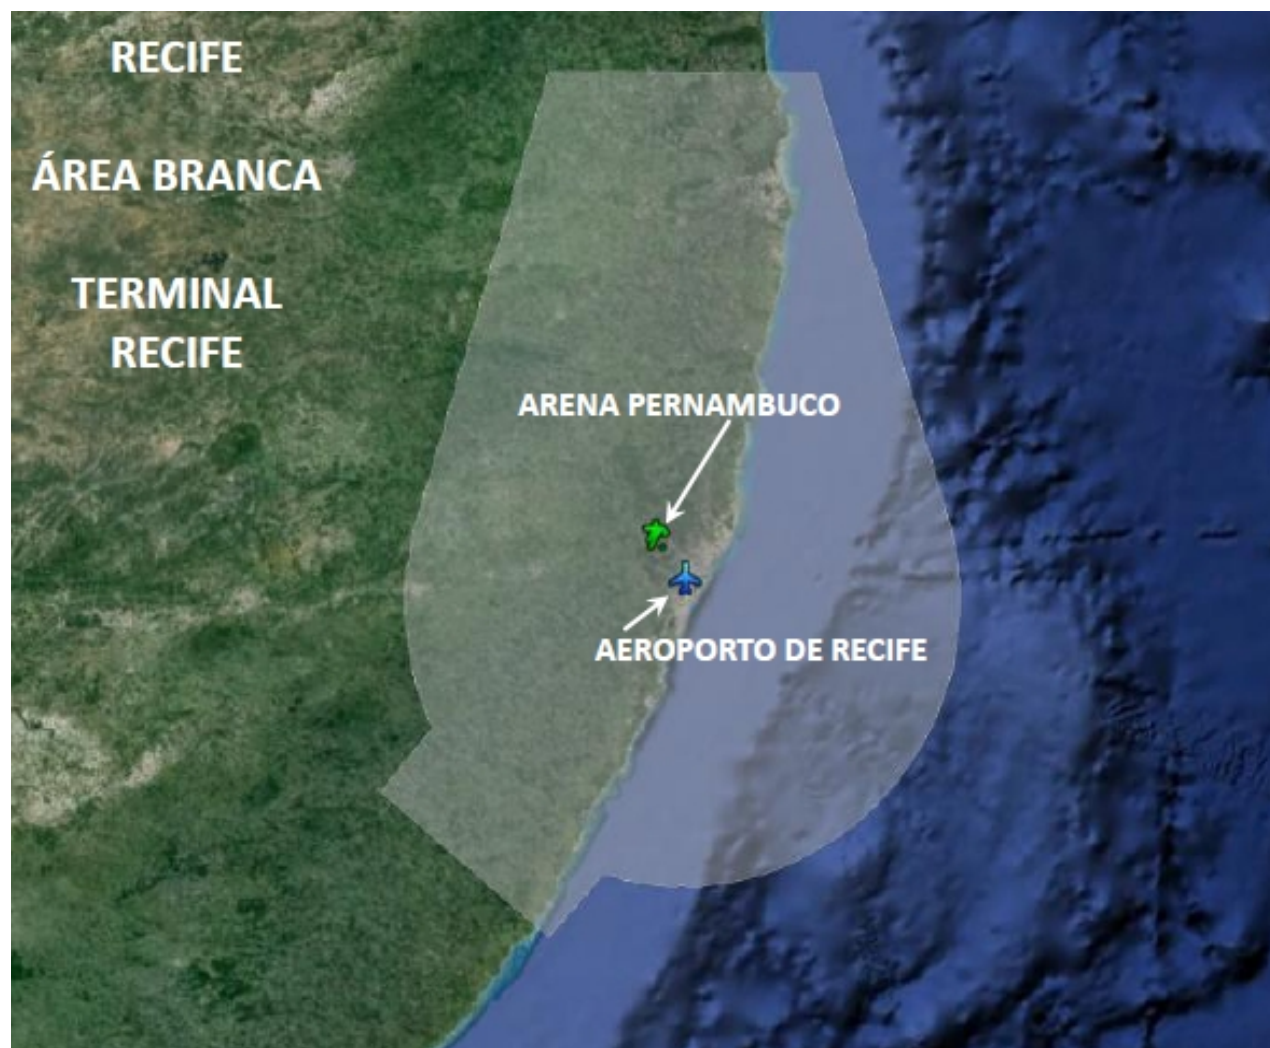 RECIFE
ÁREA BRANCA
TERMINAL
RECIFE
ARENA PERNAMBUCO
AEROPORTO DE RECIFE